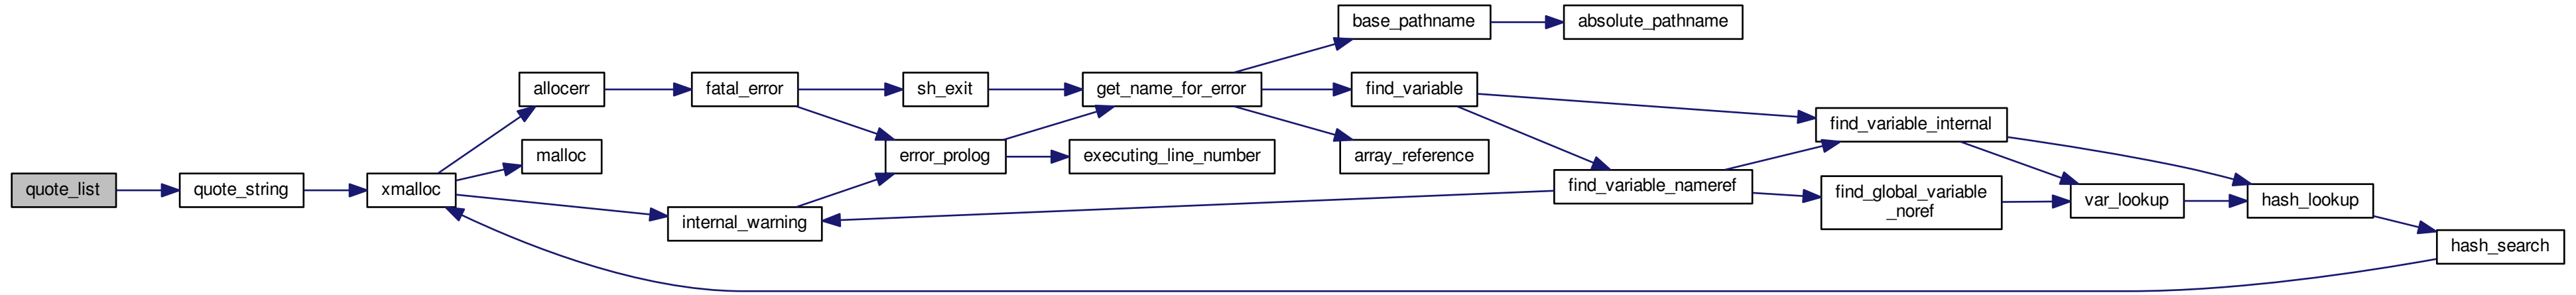 quote_list
quote_string
xmalloc
allocerr
malloc
internal_warning
fatal_error
sh_exit
error_prolog
get_name_for_error
executing_line_number
base_pathname
absolute_pathname
find_variable
array_reference
find_variable_nameref
find_variable_internal
find_global_variable
_noref
var_lookup
hash_lookup
hash_search